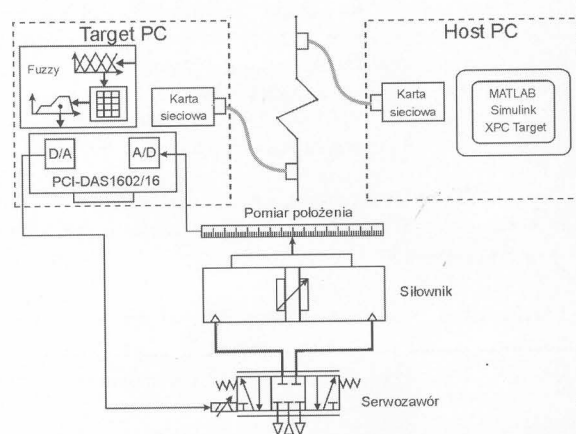 Target PC
Host PC
Fuzzy
Karta
sieciowa
Karta
sieciowa
MATLAB
Simulink
XPC Target
D/A
A/D
PCI-DAS1602/16
Pomiar położenia
Siłownik
Serwozawór